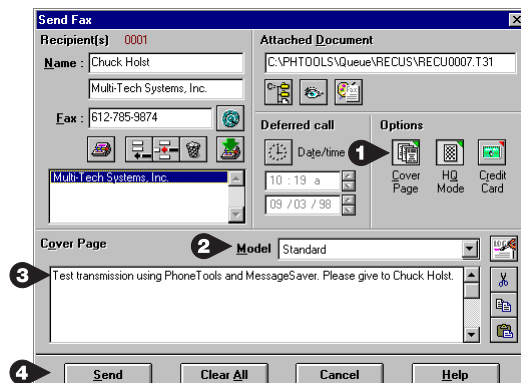 Send Fax
Recipient(s) 0001
Name : Chuck Holst
Multi-Tech Systems, Inc.
Fax : 612-785-9874
Multi-Tech Systems, Inc.
Attached Document
C:\PHTOOLS\Queue\RECUS\RECU0007.T31
Deferred call
Date/time
10 : 19 a
09 /03 / 98
Options
1
Cover Page
HQ Mode
Credit Card
Cover Page
2
Model Standard
LOGO
3
Test transmission using PhoneTools and MessageSaver. Please give to Chuck Holst.
4
Send
Clear All
Cancel
Help